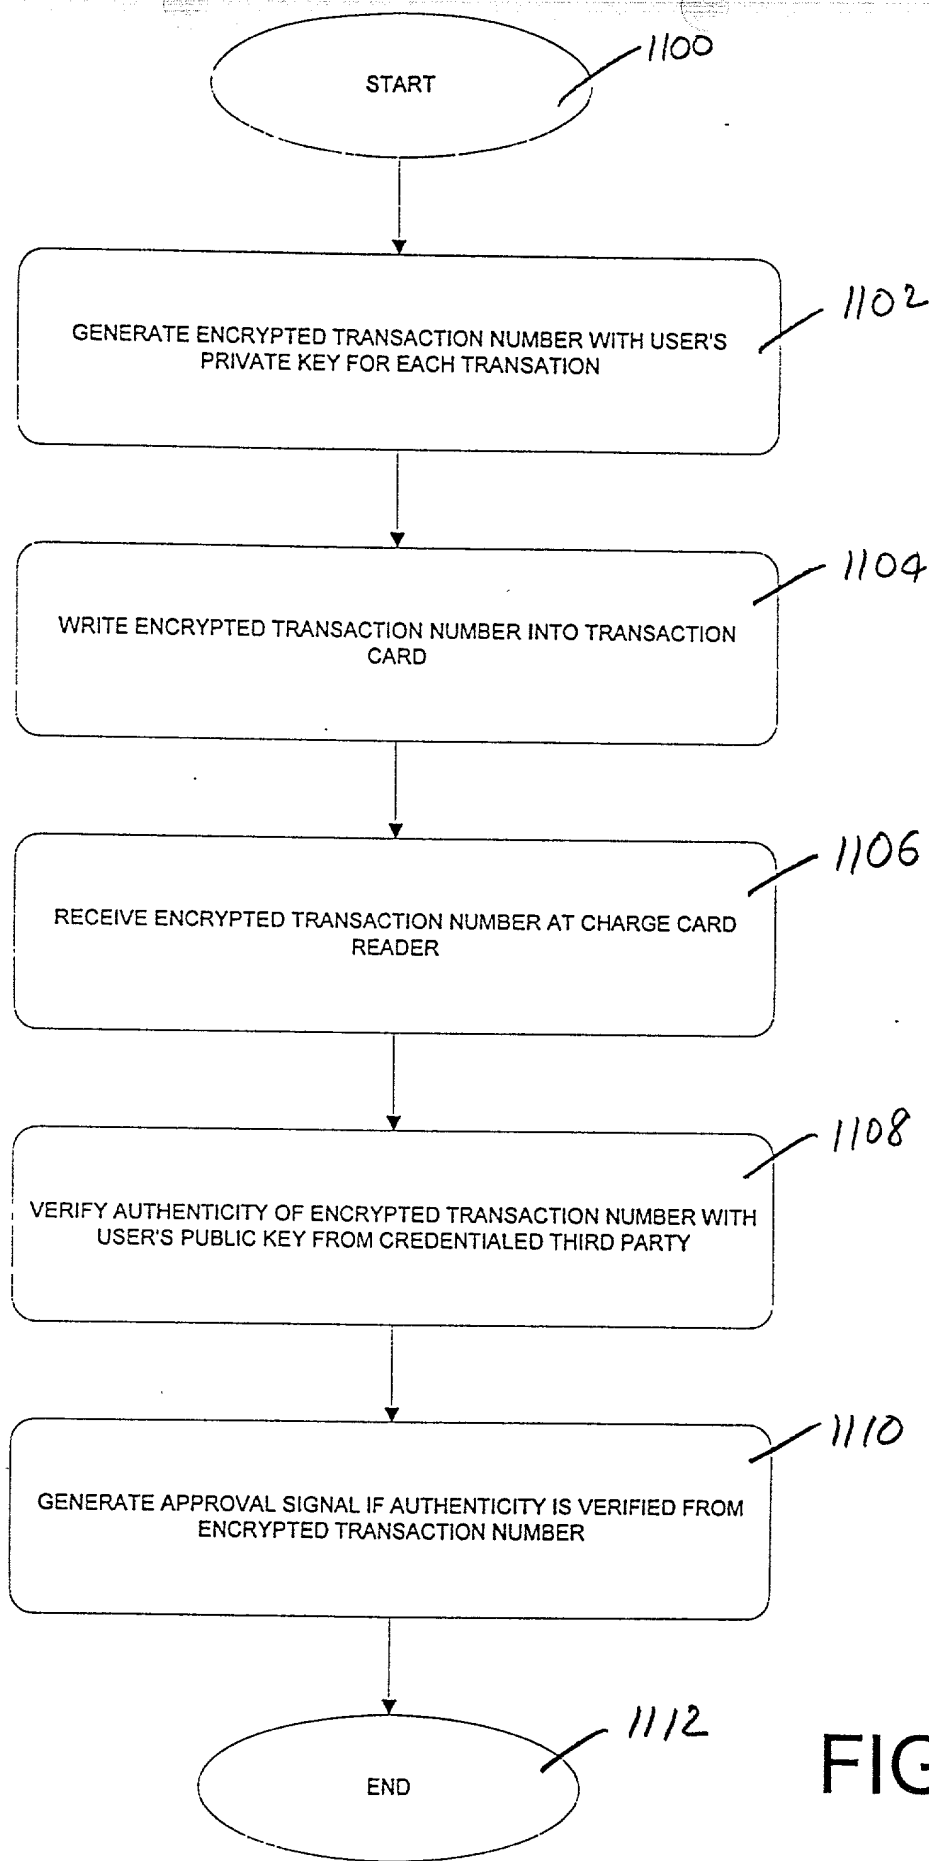 START
1100
GENERATE ENCRYPTED TRANSACTION NUMBER WITH USER'S
PRIVATE KEY FOR EACH TRANSATION
1102
WRITE ENCRYPTED TRANSACTION NUMBER INTO TRANSACTION
CARD
1104
RECEIVE ENCRYPTED TRANSACTION NUMBER AT CHARGE CARD
READER
1106
VERIFY AUTHENTICITY OF ENCRYPTED TRANSACTION NUMBER WITH
USER'S PUBLIC KEY FROM CREDENTIALED THIRD PARTY
1108
GENERATE APPROVAL SIGNAL IF AUTHENTICITY IS VERIFIED FROM
ENCRYPTED TRANSACTION NUMBER
1110
END
1112
FIG